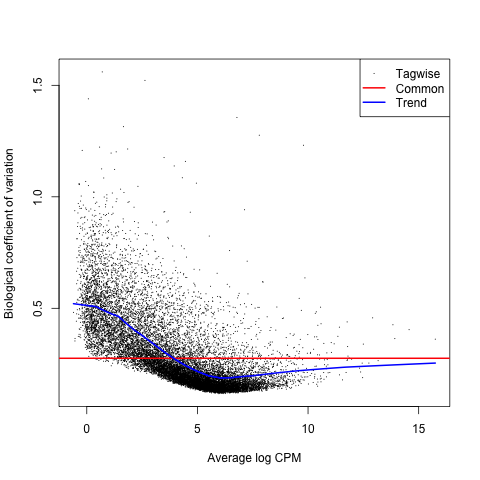 Tagwise
Common
Trend
Biological coefficient of variation
1.5
1.0
0.5
0
5
10
15
Average log CPM